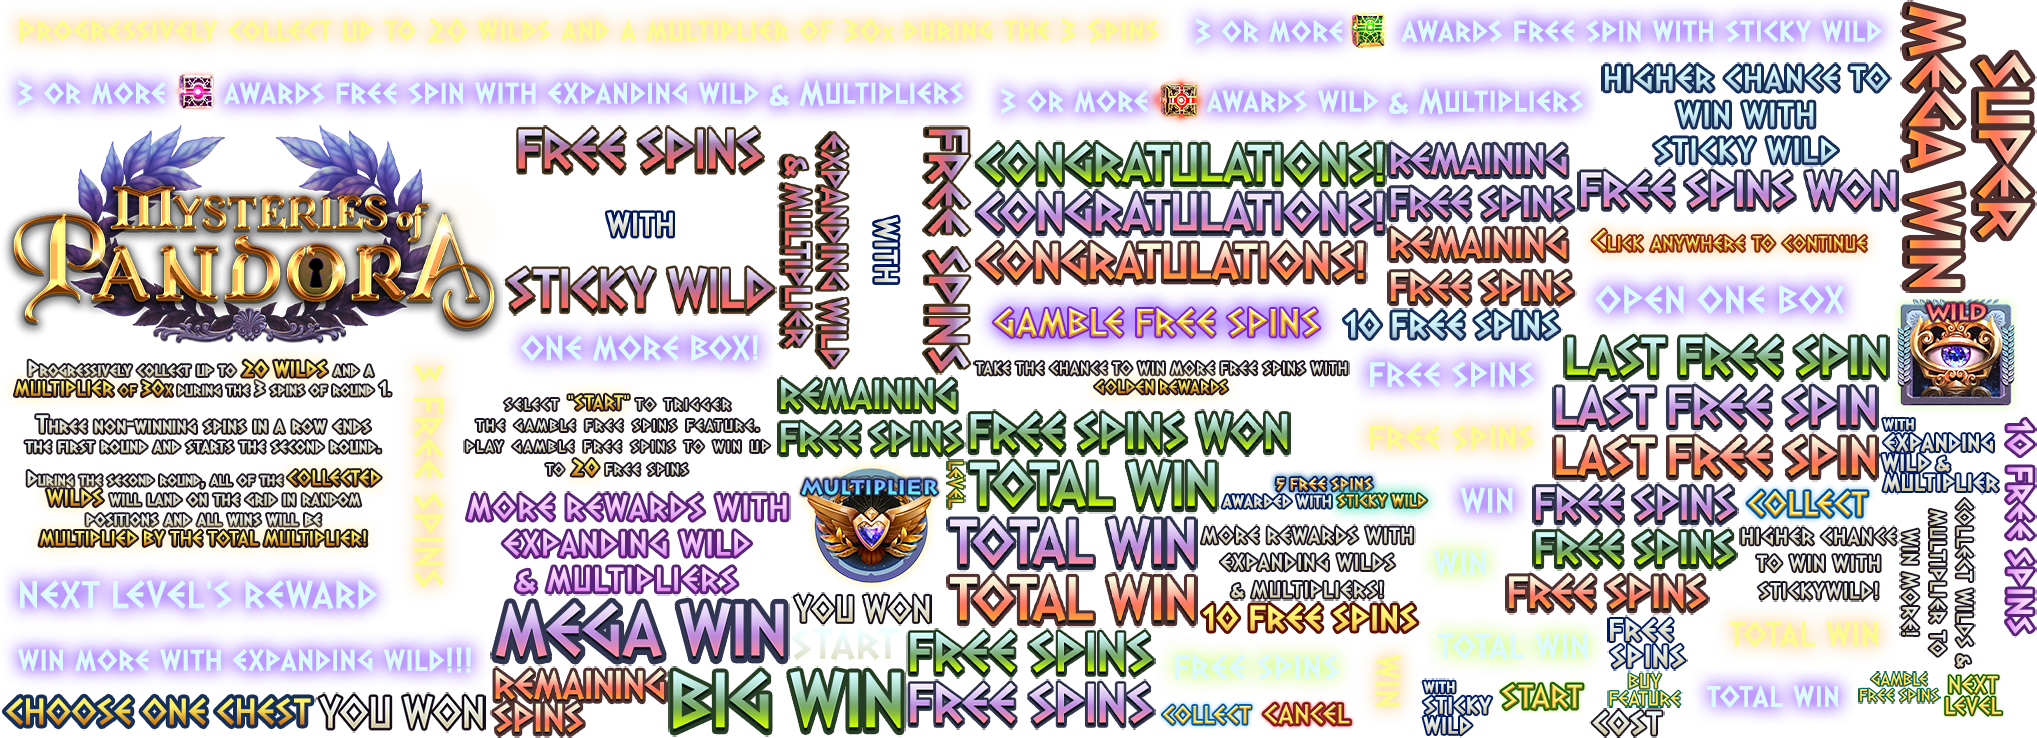 PROGRESSIVELY COLLECT UP TO 20 WILDS AND A MULTIPLIER OF 30X DURING THE 3 SPINS
3 OR MORE AWARDS FREE SPIN WITH STICKY WILD
3 OR MORE AWARDS FREE SPIN WITH EXPANDING WILD & MULTIPLIERS
3 OR MORE AWARDS WILD & MULTIPLIERS
HIGHER CHANCE TO
WIN WITH
STICKY WILD
SUPER
MEGA WIN
MYSTERIES of
PANDORA
FREE SPINS
WITH
STICKY WILD
EXPANDING WILD
& MULTIPLIER
WITH
FREE SPINS
CONGRATULATIONS!
CONGRATULATIONS!
CONGRATULATIONS!
REMAINING
FREE SPINS
REMAINING
FREE SPINS
FREE SPINS WON
CLICK ANYWHERE TO CONTINUE
OPEN ONE BOX
GAMBLE FREE SPINS
10 FREE SPINS
ONE MORE BOX!
WILD
LAST FREE SPIN
LAST FREE SPIN
LAST FREE SPIN
PROGRESSIVELY COLLECT UP TO 20 WILDS AND A
MULTIPLIER OF 30X DURING THE 3 SPINS OF ROUND 1.
THREE NON-WINNING SPINS IN A ROW ENDS
THE FIRST ROUND AND STARTS THE SECOND ROUND.
DURING THE SECOND ROUND, ALL OF THE COLLECTED
WILDS WILL LAND ON THE GRID IN RANDOM
POSITIONS AND ALL WINS WILL BE
MULTIPLIED BY THE TOTAL MULTIPLIER!
FREE SPINS
SELECT "START" TO TRIGGER
THE GAMBLE FREE SPINS FEATURE.
PLAY GAMBLE FREE SPINS TO WIN UP
TO 20 FREE SPINS
REMAINING
FREE SPINS
TAKE THE CHANCE TO WIN MORE FREE SPINS WITH
GOLDEN REWARDS
FREE SPINS
FREE SPINS
FREE SPINS WON
LEVEL
TOTAL WIN
TOTAL WIN
TOTAL WIN
5 FREE SPINS
AWARDED WITH STICKY WILD
WIN
FREE SPINS
COLLECT
WITH
EXPANDING
WILD &
MULTIPLIER
10 FREE SPINS
MORE REWARDS WITH
EXPANDING WILD
& MULTIPLIERS
MULTIPLIER
MORE REWARDS WITH
EXPANDING WILDS
& MULTIPLIERS!
WIN
FREE SPINS
HIGHER CHANCE
TO WIN WITH
STICKYWILD!
COLLECT WILDS &
MULTIPLIER TO
WIN MORE!
NEXT LEVEL'S REWARD
MEGA WIN
YOU WON
START
10 FREE SPINS
FREE SPINS
WIN MORE WITH EXPANDING WILD!!!
FREE SPINS
FREE SPINS
FREE SPINS
TOTAL WIN
FREE
SPINS
TOTAL WIN
CHOOSE ONE CHEST
YOU WON
REMAINING
SPINS
BIG WIN
COLLECT
CANCEL
WIN
WITH
STICKY
WILD
START
BUY
FEATURE
COST
TOTAL WIN
GAMBLE
FREE SPINS
NEXT
LEVEL